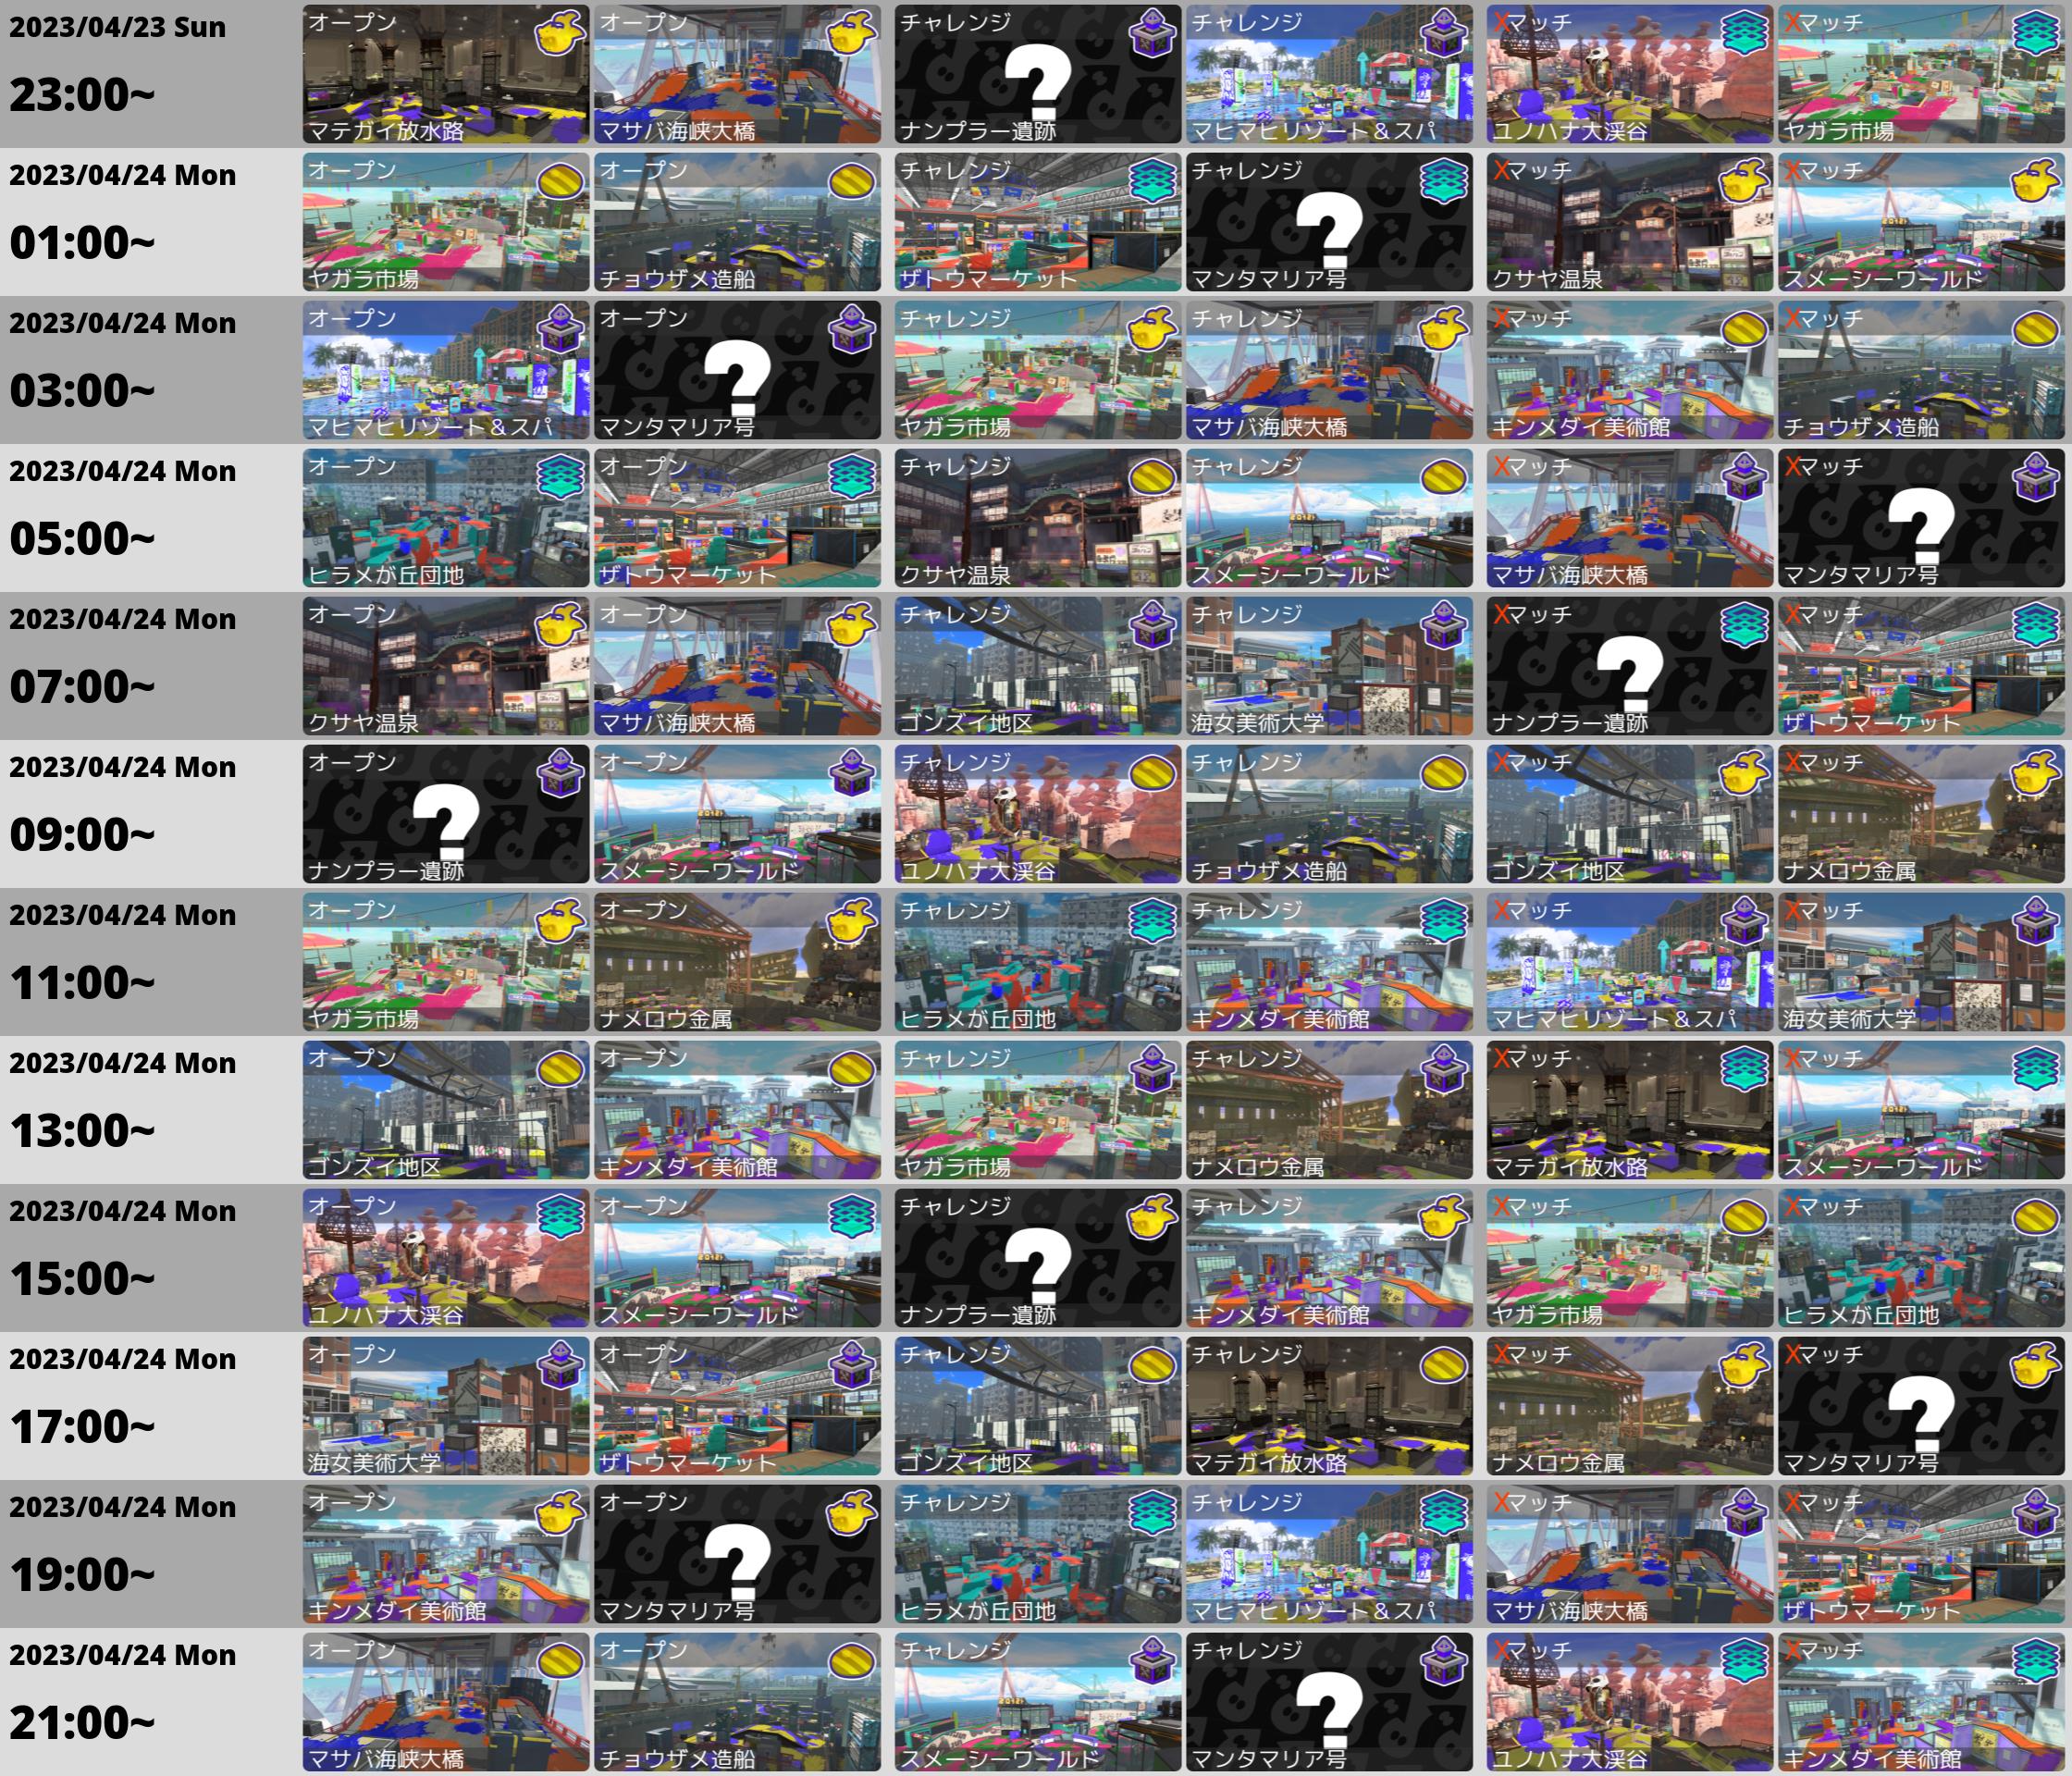 2023/04/23 Sun
23:00~
オープン
マテガイ放水路
オープン
マサバ海峡大橋
チャレンジ
ナンプラー遺跡
チャレンジ
マヒマヒリゾート＆スパ
Xマッチ
ユノハナ大渓谷
Xマッチ
ヤガラ市場
2023/04/24 Mon
01:00~
オープン
ヤガラ市場
オープン
チョウザメ造船
チャレンジ
ザトウマーケット
チャレンジ
マンタマリア号
Xマッチ
クサヤ温泉
Xマッチ
スメーシーワールド
2023/04/24 Mon
03:00~
オープン
マヒマヒリゾート＆スパ
オープン
マンタマリア号
チャレンジ
ヤガラ市場
チャレンジ
マサバ海峡大橋
Xマッチ
キンメダイ美術館
Xマッチ
チョウザメ造船
2023/04/24 Mon
05:00~
オープン
ヒラメが丘団地
オープン
ザトウマーケット
チャレンジ
クサヤ温泉
チャレンジ
スメーシーワールド
Xマッチ
マサバ海峡大橋
Xマッチ
マンタマリア号
2023/04/24 Mon
07:00~
オープン
クサヤ温泉
オープン
マサバ海峡大橋
チャレンジ
ゴンズイ地区
チャレンジ
海女美術大学
Xマッチ
ナンプラー遺跡
Xマッチ
ザトウマーケット
2023/04/24 Mon
09:00~
オープン
ナンプラー遺跡
オープン
スメーシーワールド
チャレンジ
ユノハナ大渓谷
チャレンジ
チョウザメ造船
Xマッチ
ゴンズイ地区
Xマッチ
ナメロウ金属
2023/04/24 Mon
11:00~
オープン
ヤガラ市場
オープン
ナメロウ金属
チャレンジ
ヒラメが丘団地
チャレンジ
キンメダイ美術館
Xマッチ
マヒマヒリゾート＆スパ
Xマッチ
海女美術大学
2023/04/24 Mon
13:00~
オープン
ゴンズイ地区
オープン
キンメダイ美術館
チャレンジ
ヤガラ市場
チャレンジ
ナメロウ金属
Xマッチ
マテガイ放水路
Xマッチ
スメーシーワールド
2023/04/24 Mon
15:00~
オープン
ユノハナ大渓谷
オープン
スメーシーワールド
チャレンジ
ナンプラー遺跡
チャレンジ
キンメダイ美術館
Xマッチ
ヤガラ市場
Xマッチ
ヒラメが丘団地
2023/04/24 Mon
17:00~
オープン
海女美術大学
オープン
ザトウマーケット
チャレンジ
ゴンズイ地区
チャレンジ
マテガイ放水路
Xマッチ
ナメロウ金属
Xマッチ
マンタマリア号
2023/04/24 Mon
19:00~
オープン
キンメダイ美術館
オープン
マンタマリア号
チャレンジ
ヒラメが丘団地
チャレンジ
マヒマヒリゾート＆スパ
Xマッチ
マサバ海峡大橋
Xマッチ
ザトウマーケット
2023/04/24 Mon
21:00~
オープン
マサバ海峡大橋
オープン
チョウザメ造船
チャレンジ
スメーシーワールド
チャレンジ
マンタマリア号
Xマッチ
ユノハナ大渓谷
Xマッチ
キンメダイ美術館